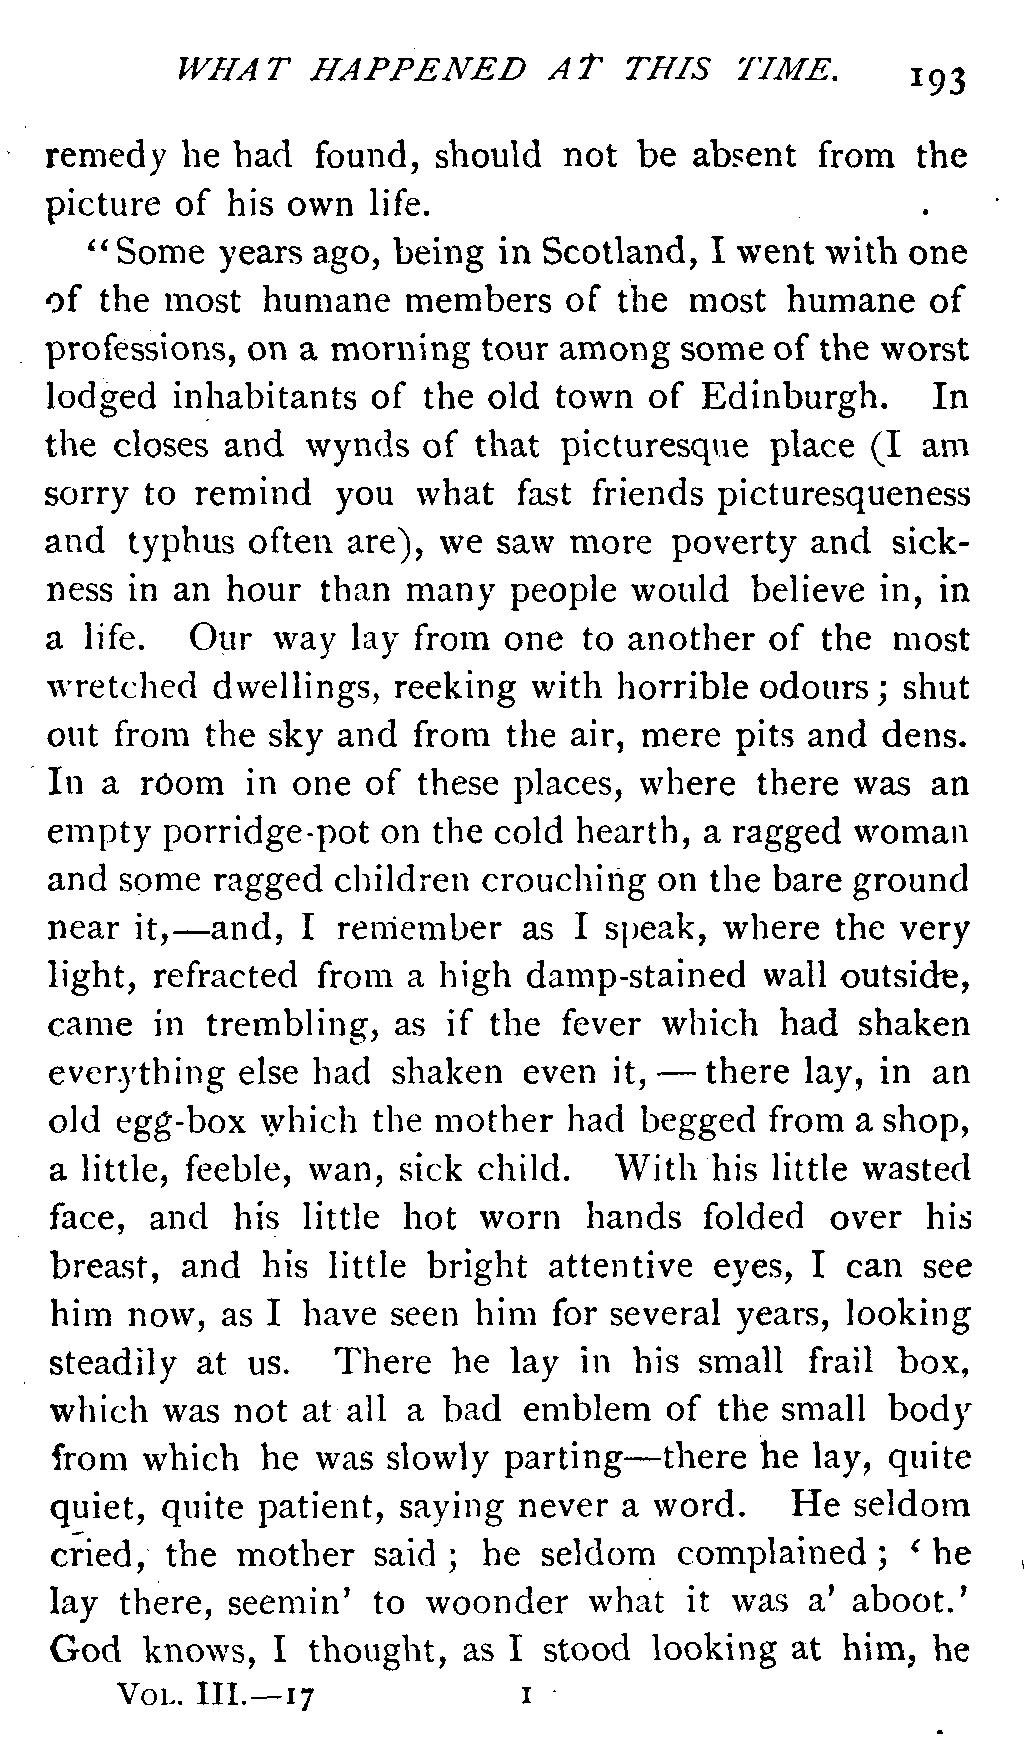 WHAT HAPPENED AT THIS TIME. 193
remedy he had found, should not be absent from the
picture of his own life.
“Some years ago, being in Scotland, I went with one
of the most humane members of the most humane of
professions, on a morning tour among some of the worst
lodged inhabitants of the old town of Edinburgh. In
the closes and wynds of that picturesque place (I am
sorry to remind you what fast friends picturesqueness
and typhus often are), we saw more poverty and sick-
ness in an hour than many people would believe in, in
a life. Our way lay from one to another of the most
wretched dwellings, reeking with horrible odours; shut
out from the sky and from the air, mere pits and dens.
In a room in one of these places, where there was an
empty porridge-pot on the cold hearth, a ragged woman
and some ragged children crouching on the bare ground
near it,—and, I remember as I speak, where the very
light, refracted from a high damp-stained wall outside,
came in trembling, as if the fever which had shaken
everything else had shaken even it,—there lay, in an
old egg-box which the mother had begged from a shop,
a little, feeble, wan, sick child. With his little wasted
face, and his little hot worn hands folded over his
breast, and his little bright attentive eyes, I can see
him now, as I have seen him for several years, looking
steadily at us. There he lay in his small frail box,
which was not at all a bad emblem of the small body
from which he was slowly parting—there he lay, quite
quiet, quite patient, saying never a word. He seldom
cried, the mother said; he seldom complained; ‘he
lay there, seemin’ to woonder what it was a’ aboot.’
God knows, I thought, as I stood looking at him, he
VOL. III.—17 I